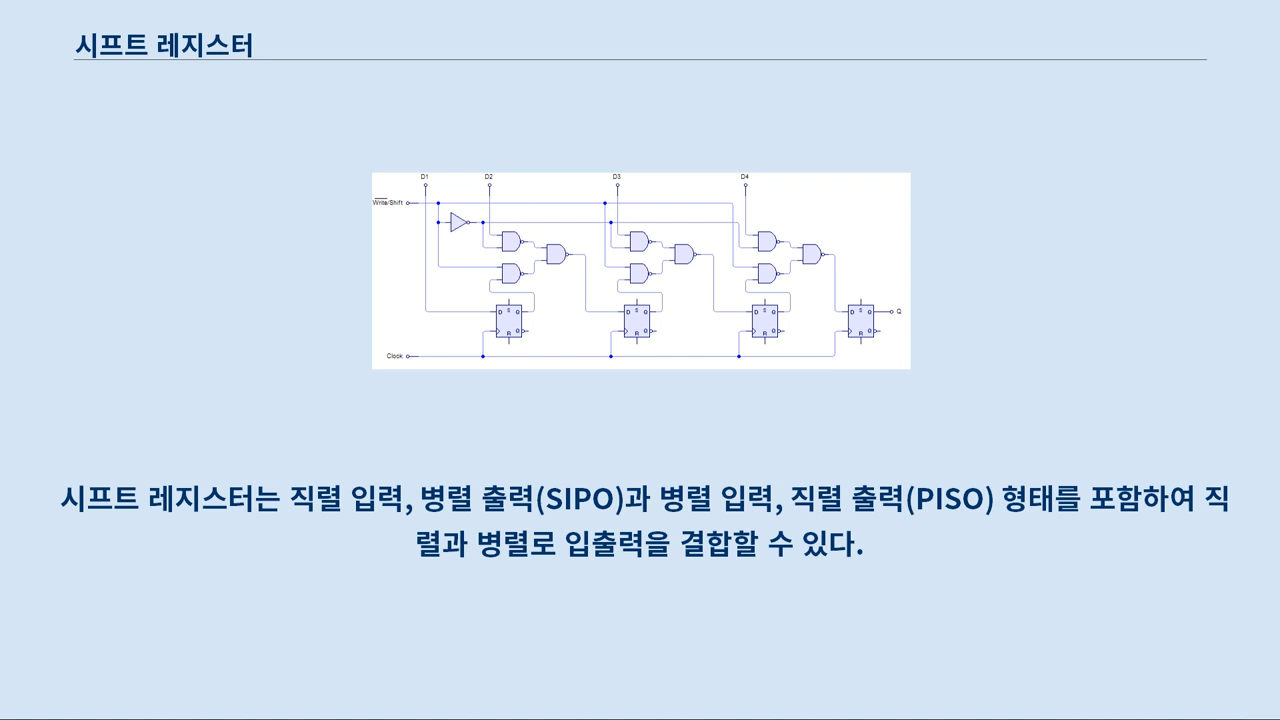 시프트 레지스터
D1 D2 D3 D4
Write/Shift
D S Q D S Q D S Q D S Q Q
R Q R Q R Q R Q
Clock
시프트 레지스터는 직렬 입력, 병렬 출력(SIPO)과 병렬 입력, 직렬 출력(PISO) 형태를 포함하여 직
렬과 병렬로 입출력을 결합할 수 있다.